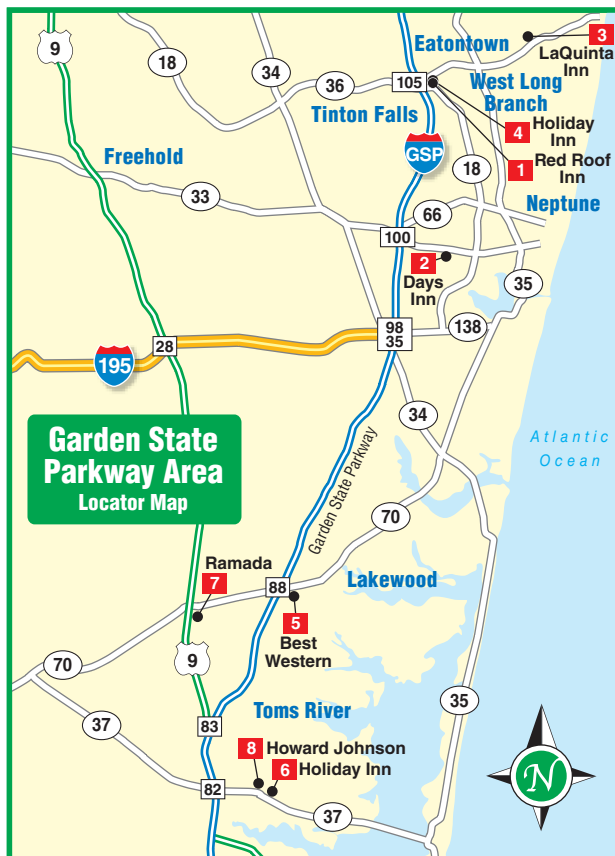 9
18
34
36
105
Eatontown
3
LaQuinta
Inn
West Long
Branch
Tinton Falls
4
Holiday
Inn
1
Red Roof
Inn
GSP
Freehold
18
33
Neptune
66
100
2
Days
Inn
35
98
35
138
28
195
Garden State
Parkway Area
Locator Map
34
Atlantic
Ocean
Garden State Parkway
70
Ramada
7
88
Lakewood
5
Best
Western
9
70
35
37
83
Toms River
8
Howard Johnson
6
Holiday Inn
82
37
N